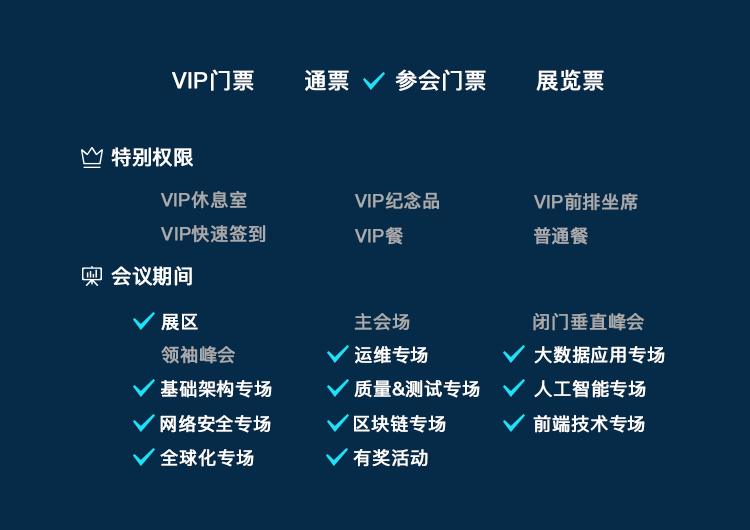 VIP门票 通票 参会门票 展览票
特别权限
VIP休息室 VIP纪念品 VIP前排坐席
VIP快速签到 VIP餐 普通餐
会议期间
展区 主会场 闭门垂直峰会
领袖峰会 运维专场 大数据应用专场
基础架构专场 质量&测试专场 人工智能专场
网络安全专场 区块链专场 前端技术专场
全球化专场 有奖活动